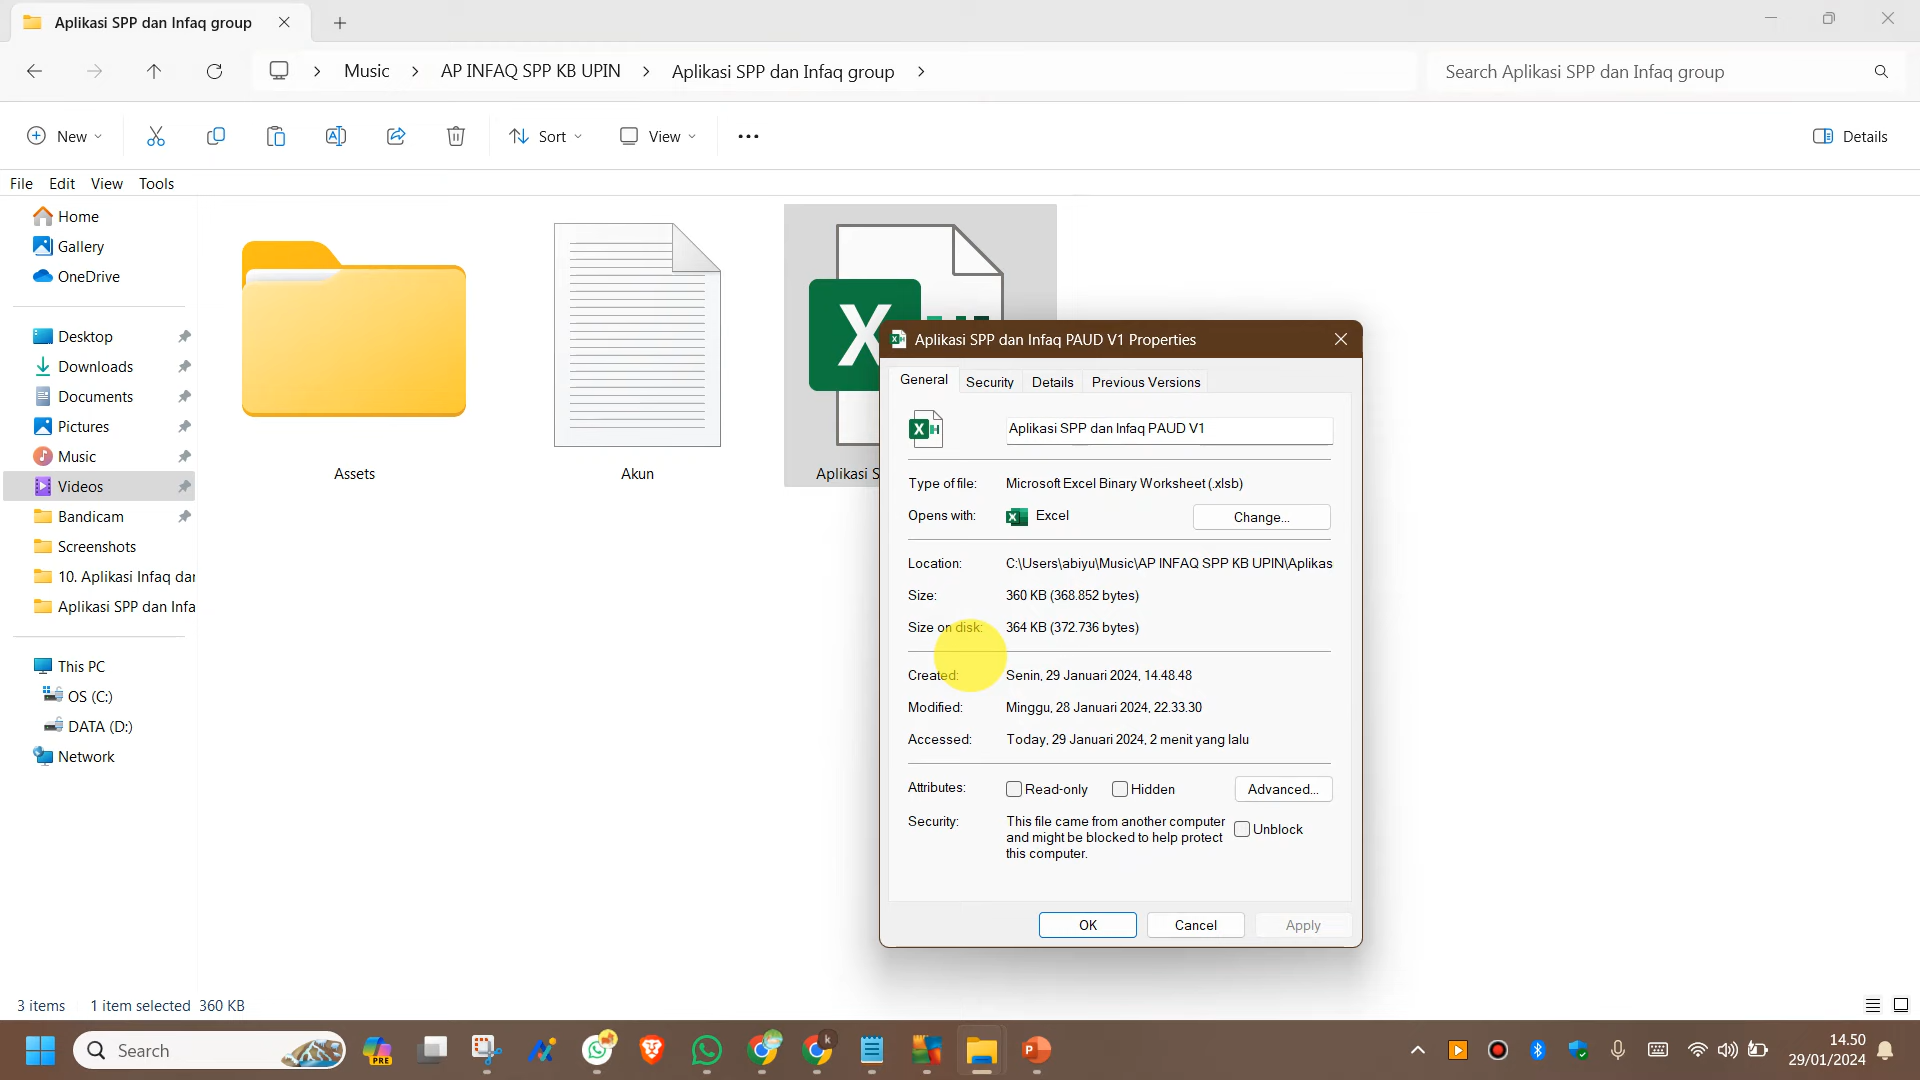 Aplikasi SPP dan Infaq group
Music > AP INFAQ SPP KB UPIN > Aplikasi SPP dan Infaq group >
Search Aplikasi SPP dan Infaq group
New
Sort
View
Details
File Edit View Tools
Home
Gallery
OneDrive
Desktop
Downloads
Documents
Pictures
Music
Videos
Bandicam
Screenshots
10. Aplikasi Infaq dar
Aplikasi SPP dan Infa
This PC
OS (C:)
DATA (D:)
Network
Assets
Akun
Aplikasi S
Aplikasi SPP dan Infaq PAUD V1 Properties
General Security Details Previous Versions
Aplikasi SPP dan Infaq PAUD V1
Type of file: Microsoft Excel Binary Worksheet (.xlsb)
Opens with: Excel Change...
Location: C:\Users\abiyu\Music\AP INFAQ SPP KB UPIN\Aplikas
Size: 360 KB (368.852 bytes)
Size on disk: 364 KB (372.736 bytes)
Created: Senin, 29 Januari 2024, 14.48.48
Modified: Minggu, 28 Januari 2024, 22.33.30
Accessed: Today, 29 Januari 2024, 2 menit yang lalu
Attributes: Read-only Hidden Advanced...
Security: This file came from another computer
and might be blocked to help protect
this computer.
Unblock
OK Cancel Apply
3 items 1 item selected 360 KB
Search
PRE
k
14.50
29/01/2024